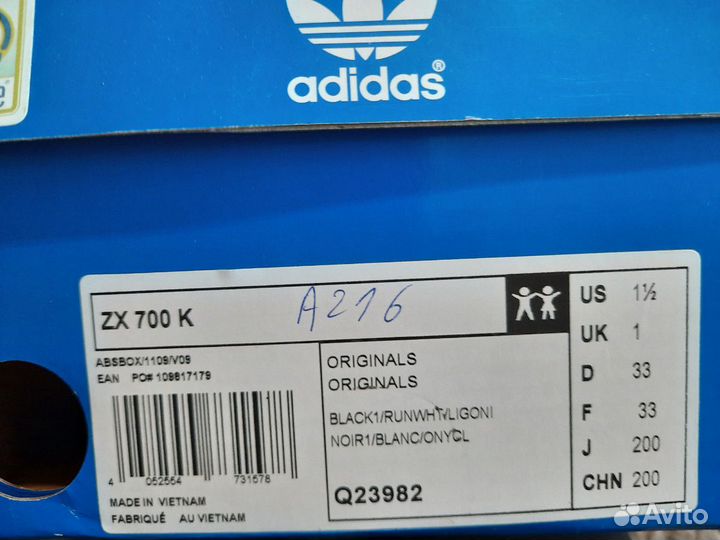 adidas®
ZX 700 K
A216
ABSBOX/1109/V09
EAN PO# 109817179
4 052554 731578
MADE IN VIETNAM
FABRIQUÉ AU VIETNAM
ORIGINALS
ORIGINALS
BLACK1/RUNWHT/LIGONI
NOIR1/BLANC/ONYCL
Q23982
US 1½
UK 1
D 33
F 33
J 200
CHN 200
Avito